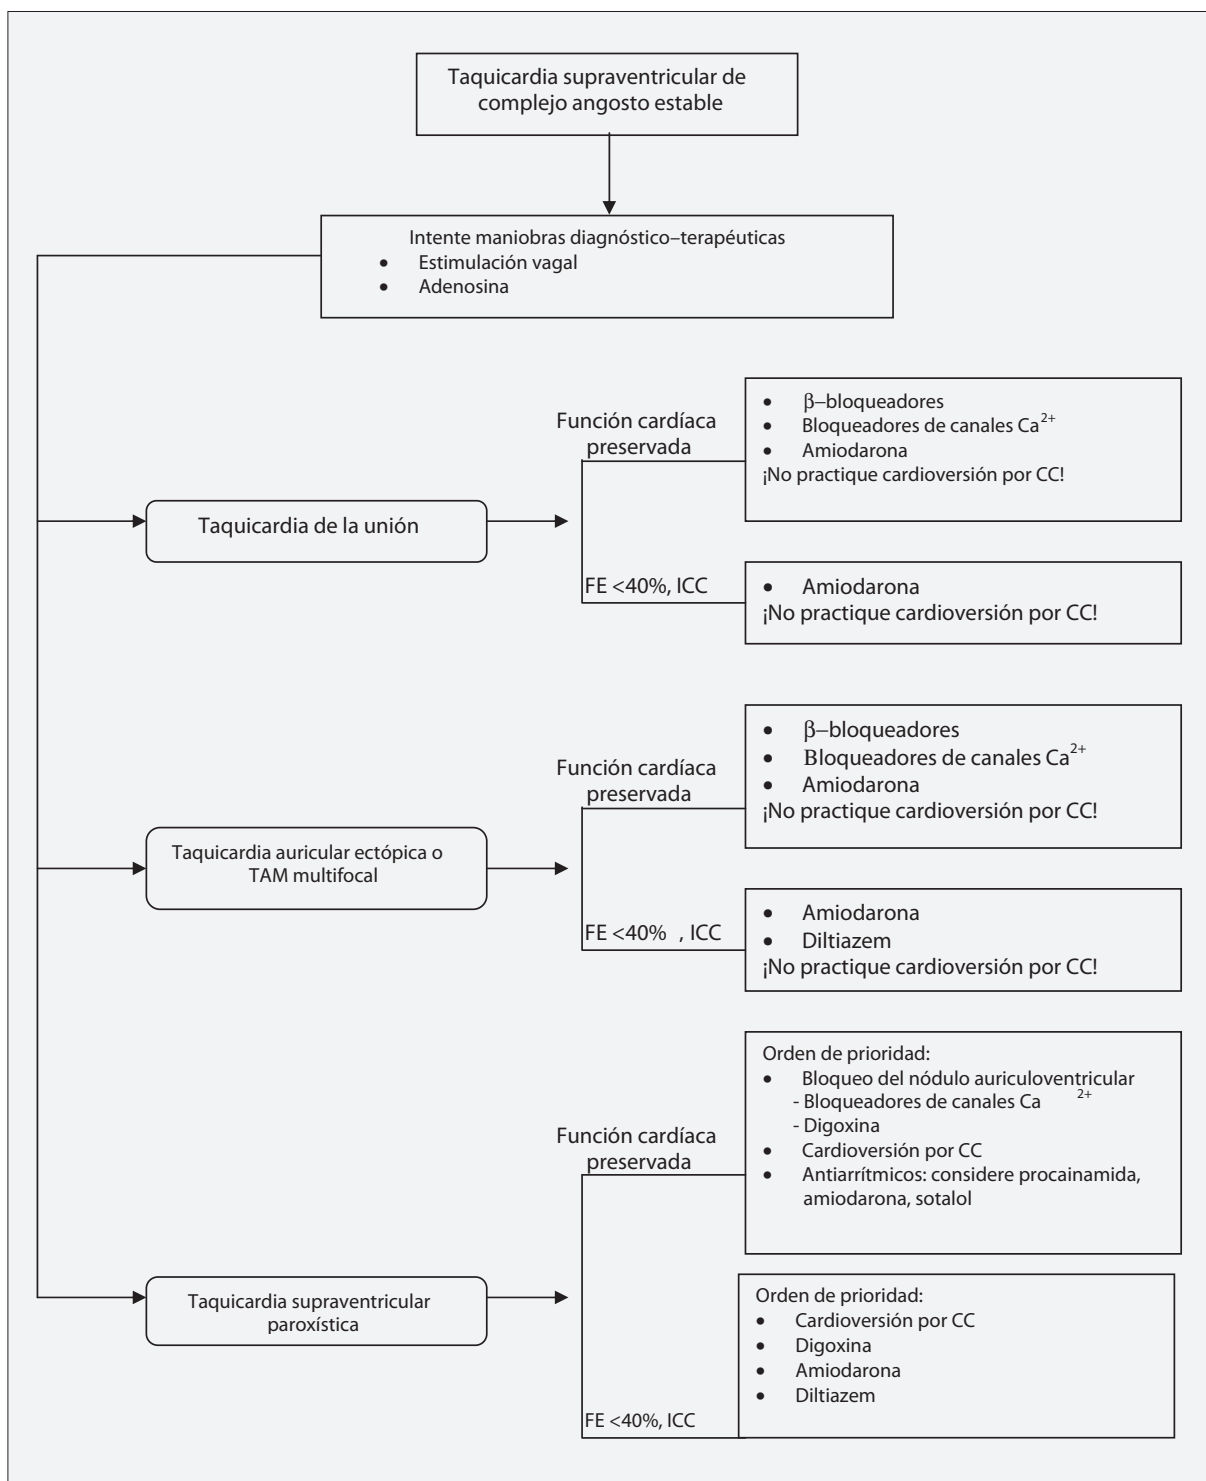 Taquicardia supraventricular de
complejo angosto estable
Intente maniobras diagnóstico–terapéuticas
• Estimulación vagal
• Adenosina
Función cardíaca
preservada
• β–bloqueadores
• Bloqueadores de canales Ca2+
• Amiodarona
¡No practique cardioversión por CC!
Taquicardia de la unión
FE <40%, ICC
• Amiodarona
¡No practique cardioversión por CC!
Función cardíaca
preservada
• β–bloqueadores
• Bloqueadores de canales Ca2+
• Amiodarona
¡No practique cardioversión por CC!
Taquicardia auricular ectópica o
TAM multifocal
FE <40% , ICC
• Amiodarona
• Diltiazem
¡No practique cardioversión por CC!
Función cardíaca
preservada
Orden de prioridad:
• Bloqueo del nódulo auriculoventricular
- Bloqueadores de canales Ca 2+
- Digoxina
• Cardioversión por CC
• Antiarrítmicos: considere procainamida,
amiodarona, sotalol
Taquicardia supraventricular
paroxística
FE <40%, ICC
Orden de prioridad:
• Cardioversión por CC
• Digoxina
• Amiodarona
• Diltiazem